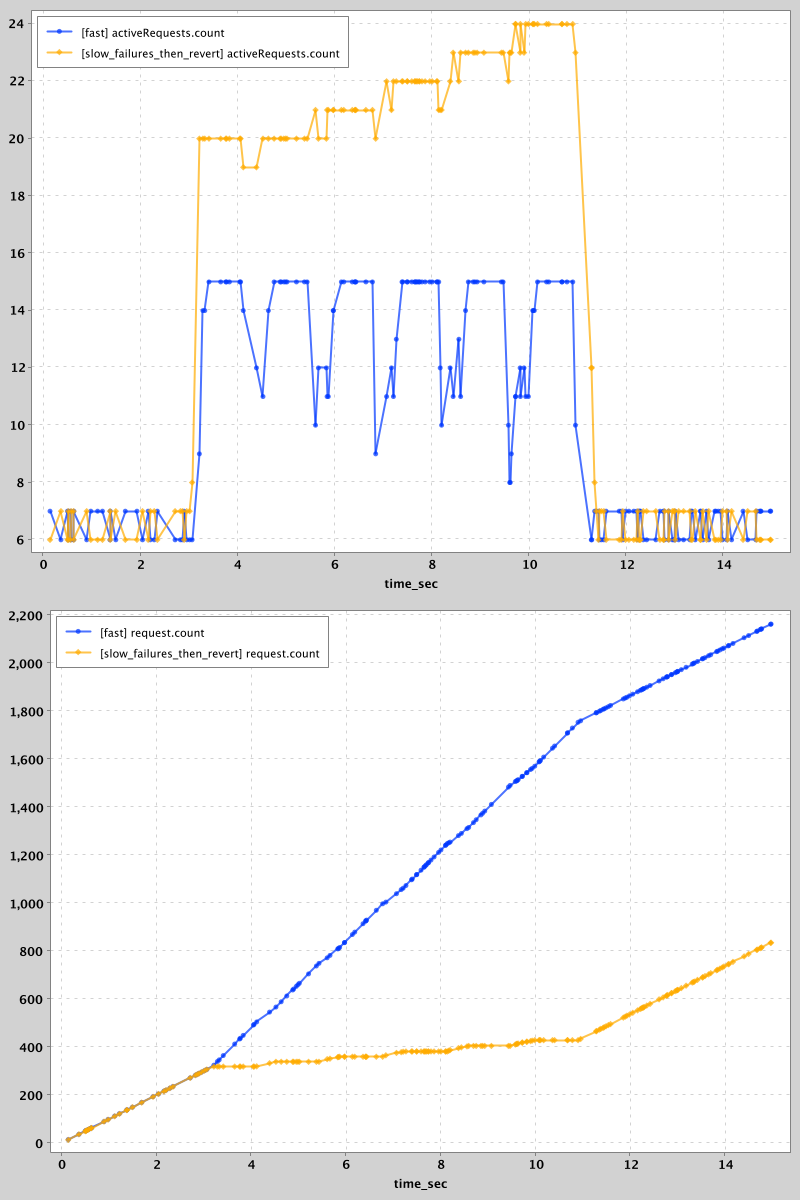 24
22
20
18
16
14
12
10
8
6
[fast] activeRequests.count
[slow_failures_then_revert] activeRequests.count
0 2 4 6 8 10 12 14
time_sec
2,200
2,000
1,800
1,600
1,400
1,200
1,000
800
600
400
200
0
[fast] request.count
[slow_failures_then_revert] request.count
0 2 4 6 8 10 12 14
time_sec